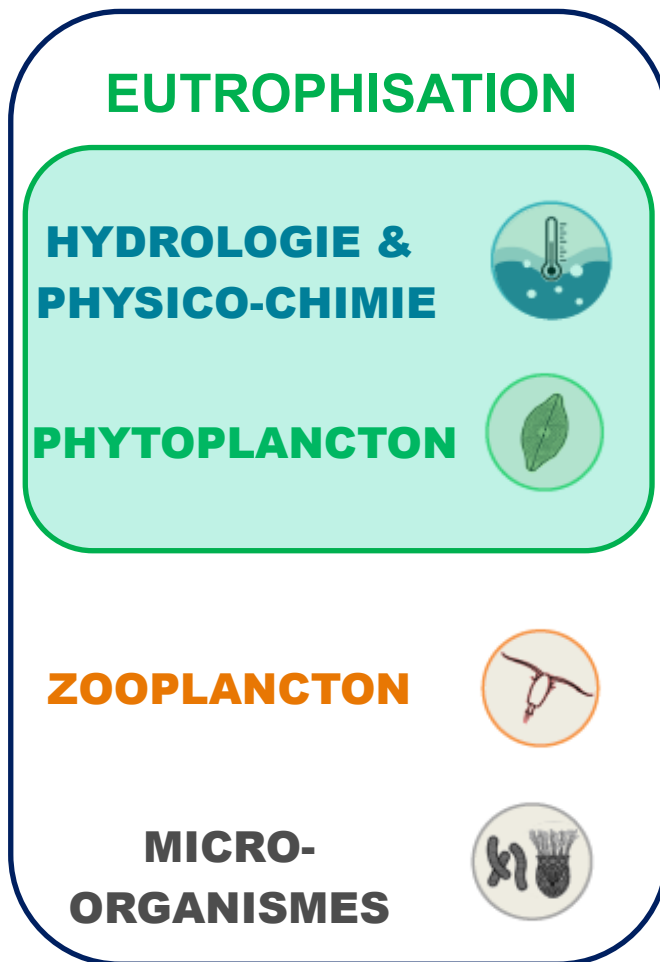 EUTROPHISATION
HYDROLOGIE &
PHYSICO-CHIMIE
PHYTOPLANCTON
ZOOPLANCTON
MICRO-
ORGANISMES